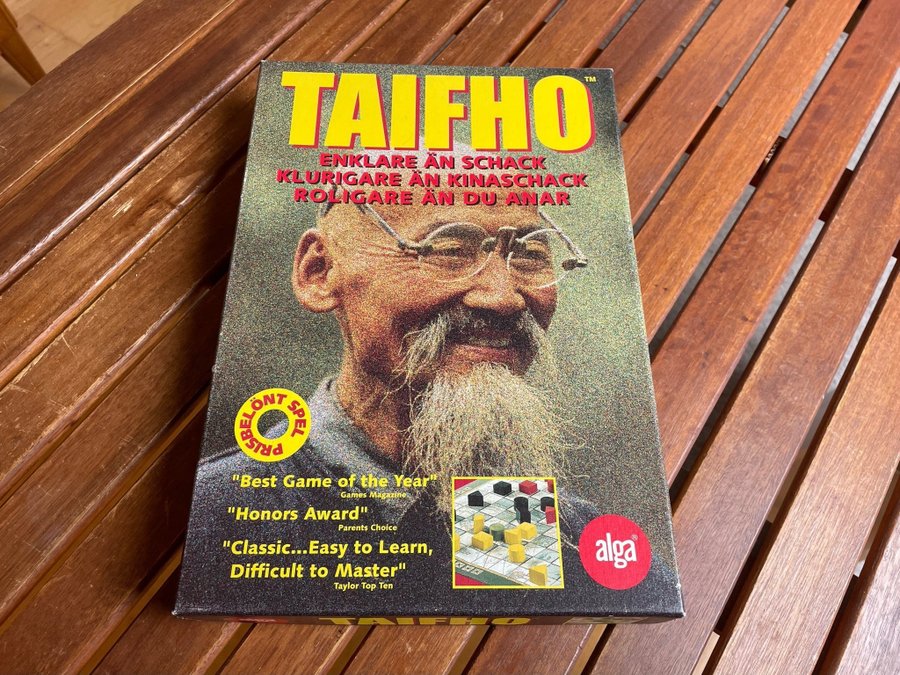 TAIFHO™
ENKLARE ÄN SCHACK
KLURIGARE ÄN KINASCHACK
ROLIGARE ÄN DU ANAR
PRISBELÖNT SPEL
"Best Game of the Year"
Games Magazine
"Honors Award"
Parents Choice
"Classic...Easy to Learn,
Difficult to Master"
Taylor Top Ten
alga®
TAIFHO